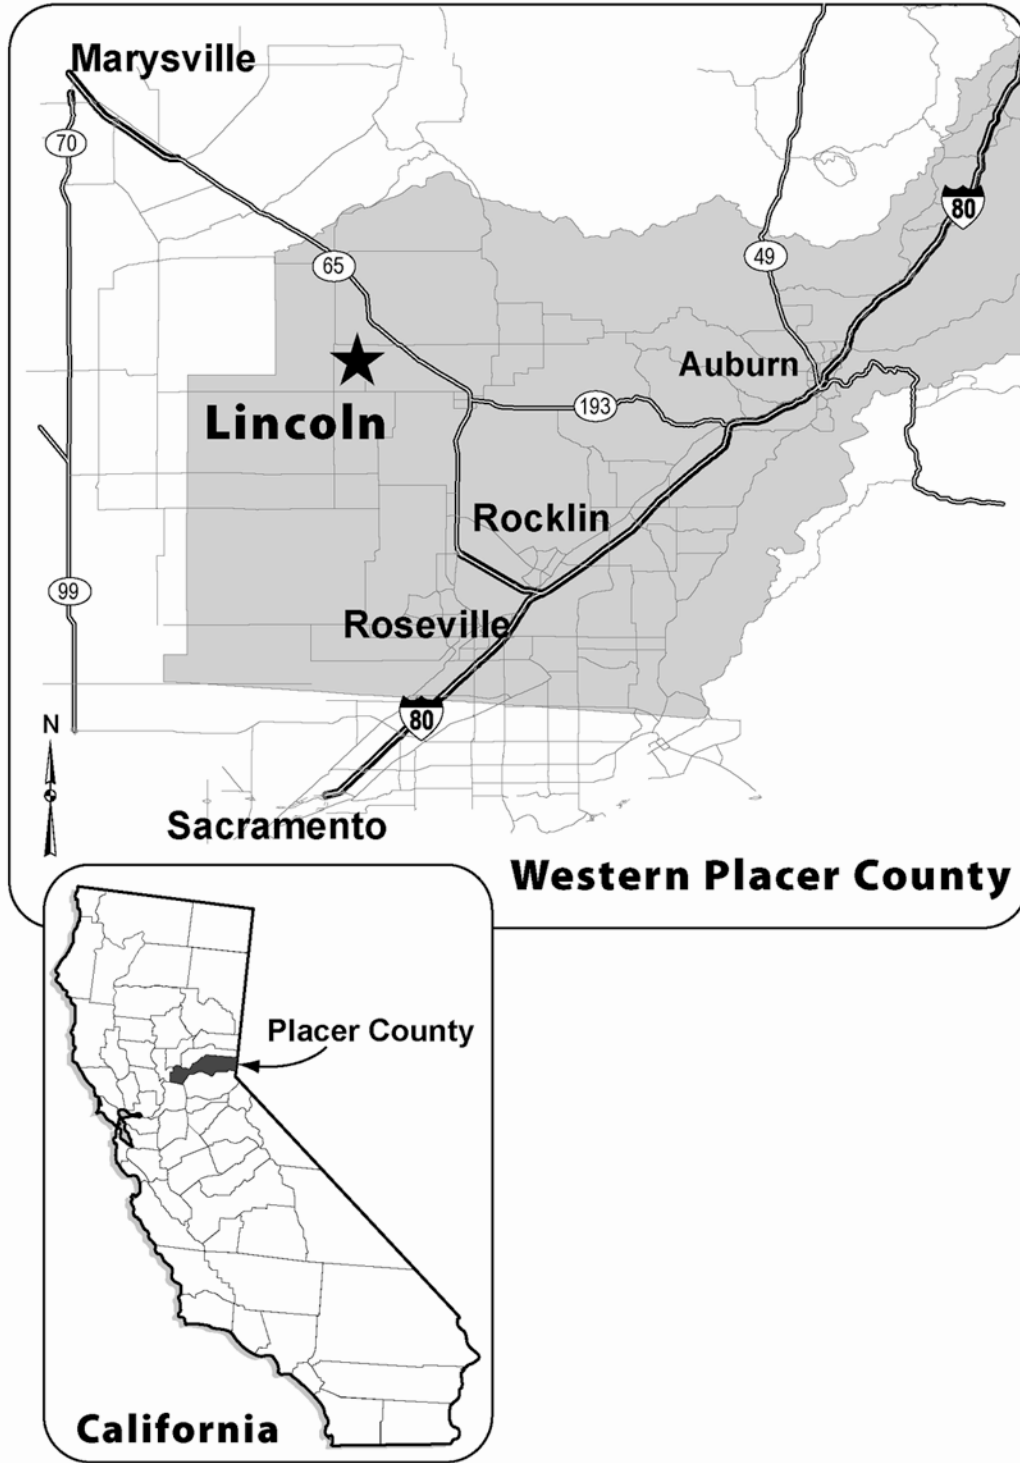 Marysville
70
80
49
65
Auburn
193
Lincoln
Rocklin
99
Roseville
N
80
Sacramento
Western Placer County
Placer County
California